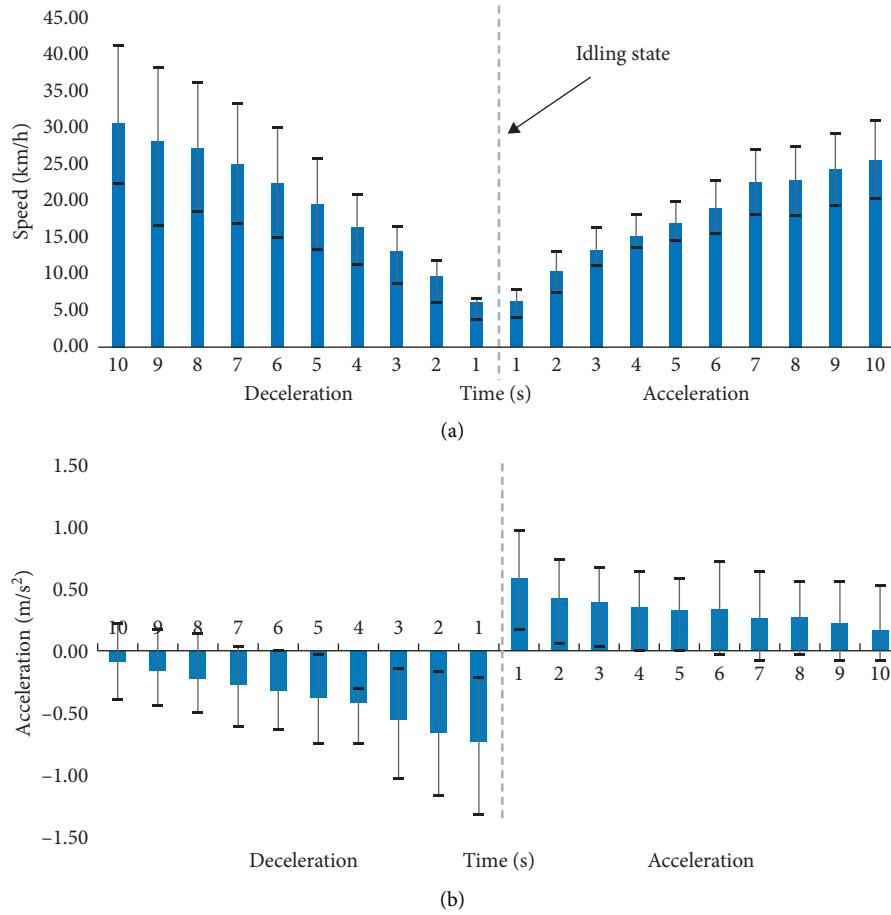 45.00
40.00
35.00
30.00
25.00
20.00
15.00
10.00
5.00
0.00
Speed (km/h)
Idling state
10 9 8 7 6 5 4 3 2 1 1 2 3 4 5 6 7 8 9 10
Deceleration Time (s) Acceleration
(a)
1.50
1.00
0.50
0.00
–0.50
–1.00
–1.50
Acceleration (m/s²)
10 9 8 7 6 5 4 3 2 1
1 2 3 4 5 6 7 8 9 10
Deceleration Time (s) Acceleration
(b)